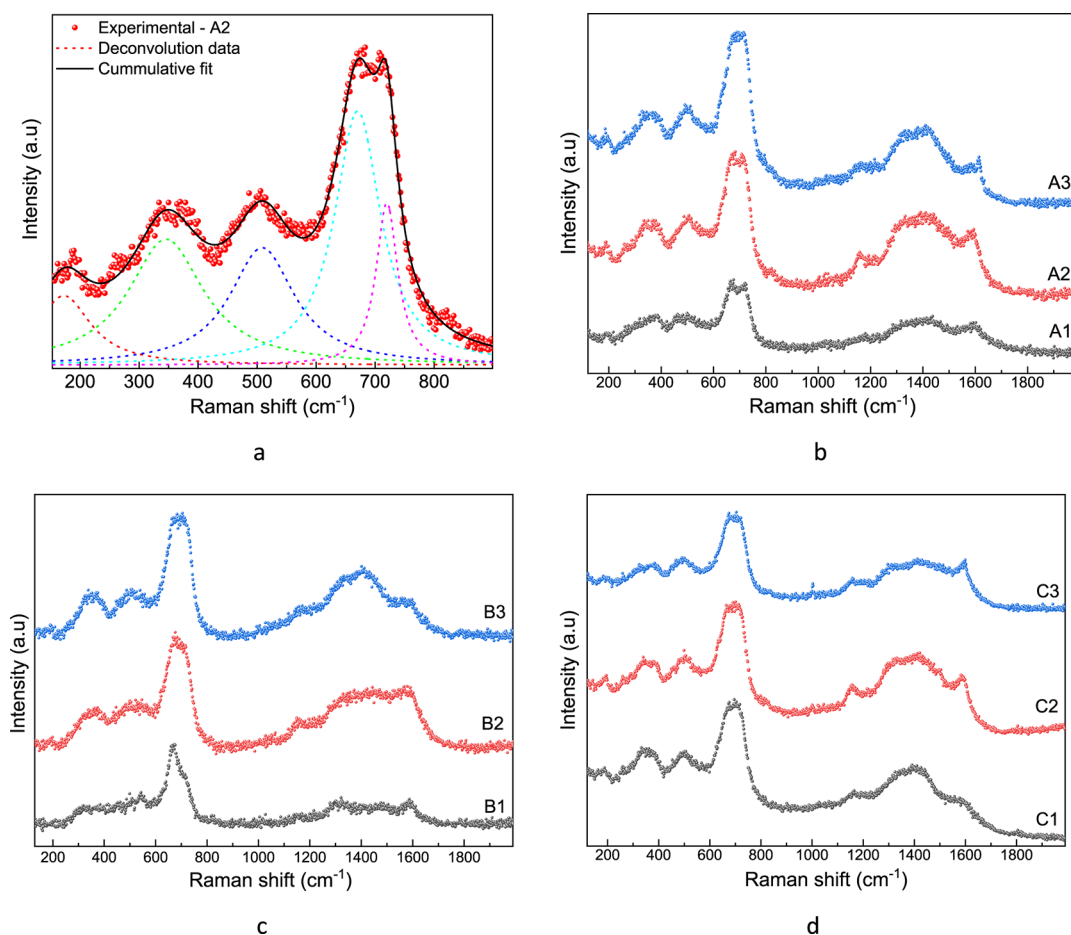 Experimental - A2
Deconvolution data
Cummulative fit
Intensity (a.u)
200 300 400 500 600 700 800
Raman shift (cm-1)
a
Intensity (a.u)
A3
A2
A1
200 400 600 800 1000 1200 1400 1600 1800
Raman shift (cm-1)
b
Intensity (a.u)
B3
B2
B1
200 400 600 800 1000 1200 1400 1600 1800
Raman shift (cm-1)
c
Intensity (a.u)
C3
C2
C1
200 400 600 800 1000 1200 1400 1600 1800
Raman shift (cm-1)
d